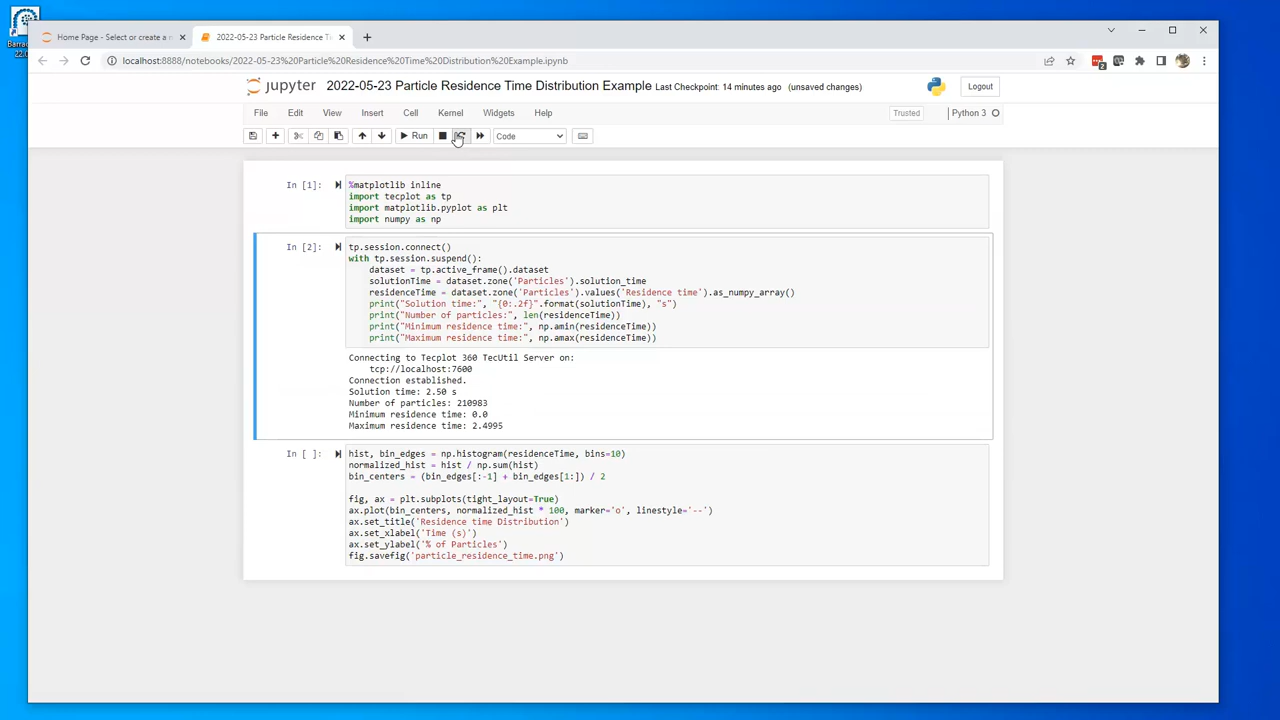 Barrac
22.0
Home Page - Select or create a n
2022-05-23 Particle Residence Ti
localhost:8888/notebooks/2022-05-23%20Particle%20Residence%20Time%20Distribution%20Example.ipynb
2
jupyter 2022-05-23 Particle Residence Time Distribution Example Last Checkpoint: 14 minutes ago (unsaved changes) Logout
File Edit View Insert Cell Kernel Widgets Help Trusted Python 3
Run Code
In [1]: %matplotlib inline
import tecplot as tp
import matplotlib.pyplot as plt
import numpy as np
In [2]: tp.session.connect()
with tp.session.suspend():
dataset = tp.active_frame().dataset
solutionTime = dataset.zone('Particles').solution_time
residenceTime = dataset.zone('Particles').values('Residence time').as_numpy_array()
print("Solution time:", "{0:.2f}".format(solutionTime), "s")
print("Number of particles:", len(residenceTime))
print("Minimum residence time:", np.amin(residenceTime))
print("Maximum residence time:", np.amax(residenceTime))
Connecting to Tecplot 360 TecUtil Server on:
tcp://localhost:7600
Connection established.
Solution time: 2.50 s
Number of particles: 210983
Minimum residence time: 0.0
Maximum residence time: 2.4995
In [ ]: hist, bin_edges = np.histogram(residenceTime, bins=10)
normalized_hist = hist / np.sum(hist)
bin_centers = (bin_edges[:-1] + bin_edges[1:]) / 2
fig, ax = plt.subplots(tight_layout=True)
ax.plot(bin_centers, normalized_hist * 100, marker='o', linestyle='--')
ax.set_title('Residence time Distribution')
ax.set_xlabel('Time (s)')
ax.set_ylabel('% of Particles')
fig.savefig('particle_residence_time.png')